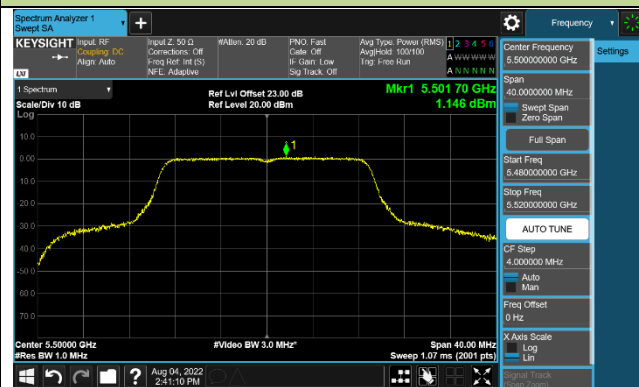 Spectrum Analyzer 1
Swept SA
Frequency
KEYSIGHT
Input: RF
Coupling: DC
Align: Auto
Input Z: 50 Ω
Corrections: Off
Freq Ref: Int (S)
NFE: Adaptive
#Atten: 20 dB
PNO: Fast
Gate: Off
IF Gain: Low
Sig Track: Off
Avg Type: Power (RMS)
Avg|Hold: 100/100
Trig: Free Run
1 2 3 4 5 6
A W W W W W
A N N N N N
LXI
1 Spectrum
Scale/Div 10 dB
Ref Lvl Offset 23.00 dB
Ref Level 20.00 dBm
Mkr1 5.501 70 GHz
1.146 dBm
Log
10.0
0.00
-10.0
-20.0
-30.0
-40.0
-50.0
-60.0
-70.0
1
Center 5.50000 GHz
#Res BW 1.0 MHz
#Video BW 3.0 MHz*
Span 40.00 MHz
Sweep 1.07 ms (2001 pts)
Aug 04, 2022
2:41:10 PM
Center Frequency
5.500000000 GHz
Settings
Span
40.0000000 MHz
Swept Span
Zero Span
Full Span
Start Freq
5.480000000 GHz
Stop Freq
5.520000000 GHz
AUTO TUNE
CF Step
4.000000 MHz
Auto
Man
Freq Offset
0 Hz
X Axis Scale
Log
Lin
Signal Track
(Span Zoom)